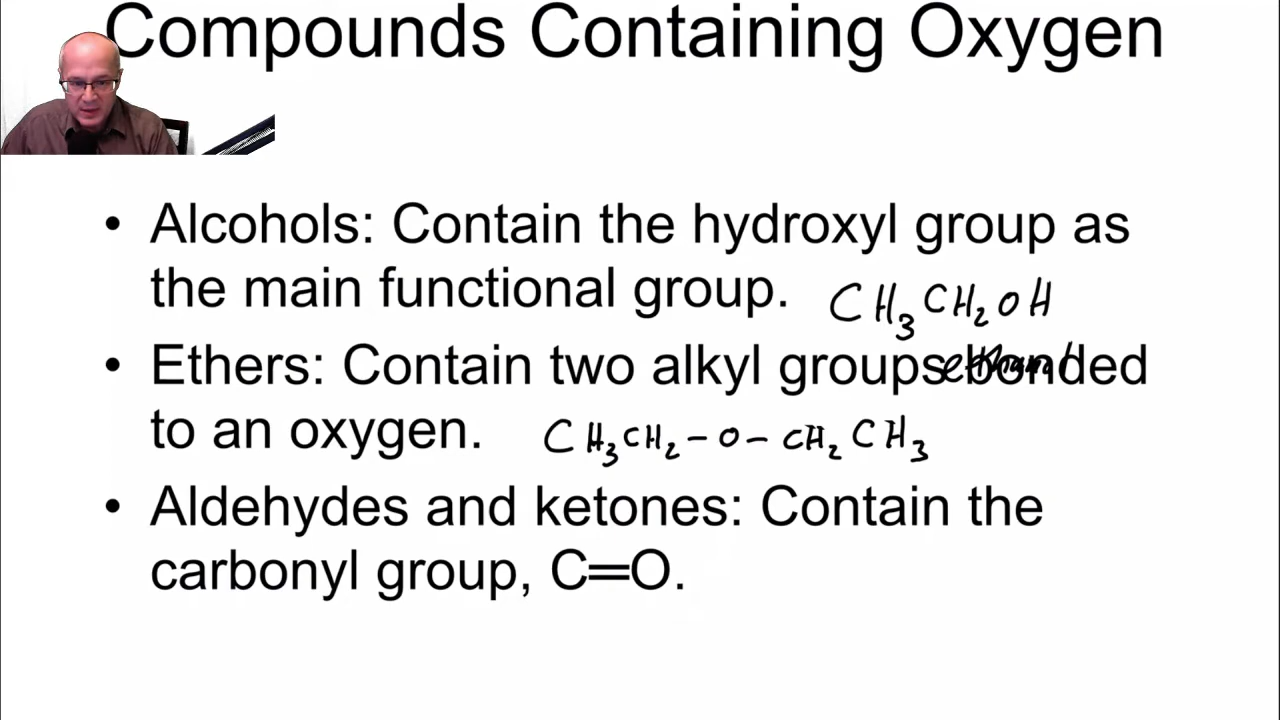 Compounds Containing Oxygen
• Alcohols: Contain the hydroxyl group as
the main functional group. CH₃CH₂OH
ethanol
• Ethers: Contain two alkyl groups bonded
to an oxygen. CH₃CH₂-O-CH₂CH₃
• Aldehydes and ketones: Contain the
carbonyl group, C=O.